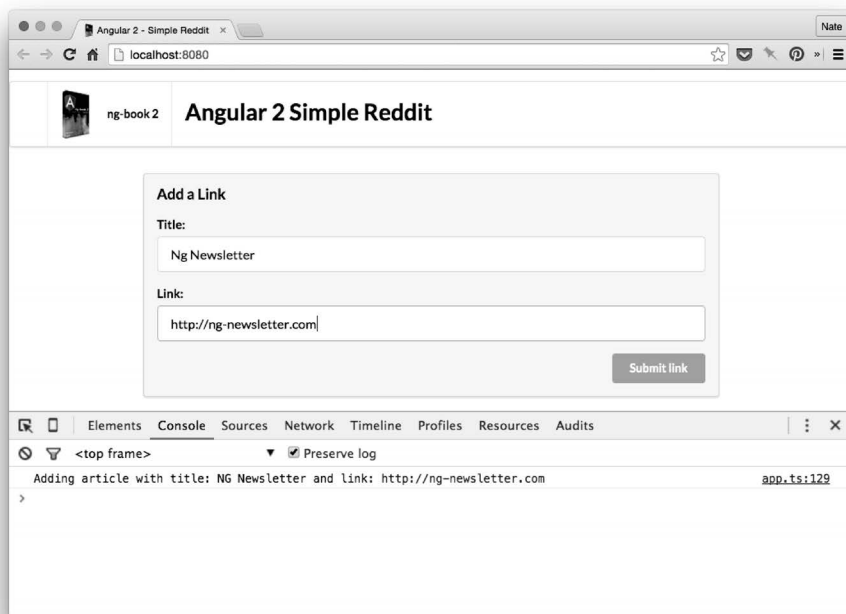 Angular 2 - Simple Reddit ×
Nate
localhost:8080
»
ng-book 2
Angular 2 Simple Reddit
Add a Link
Title:
Ng Newsletter
Link:
http://ng-newsletter.com
Submit link
Elements Console Sources Network Timeline Profiles Resources Audits
<top frame> ▼ Preserve log
Adding article with title: NG Newsletter and link: http://ng-newsletter.com app.ts:129
>